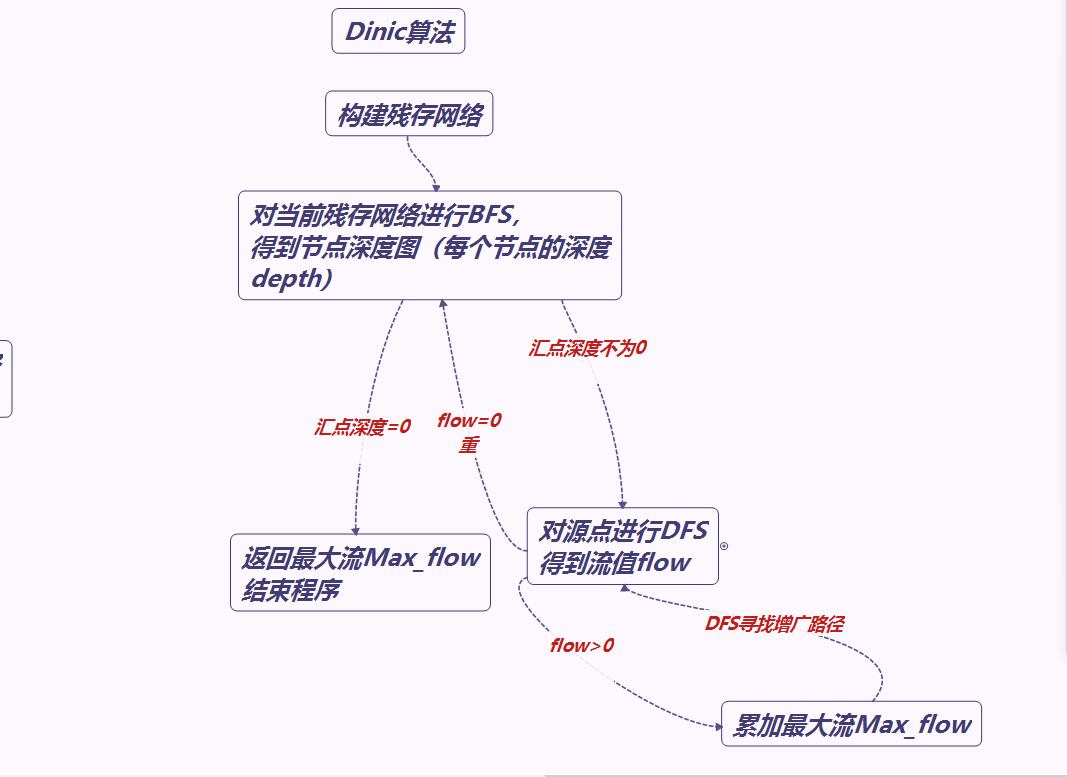 Dinic算法
构建残存网络
对当前残存网络进行BFS,
得到节点深度图（每个节点的深度
depth）
汇点深度不为0
汇点深度=0
flow=0
重
对源点进行DFS
得到流值flow
返回最大流Max_flow
结束程序
DFS寻找增广路径
flow>0
累加最大流Max_flow